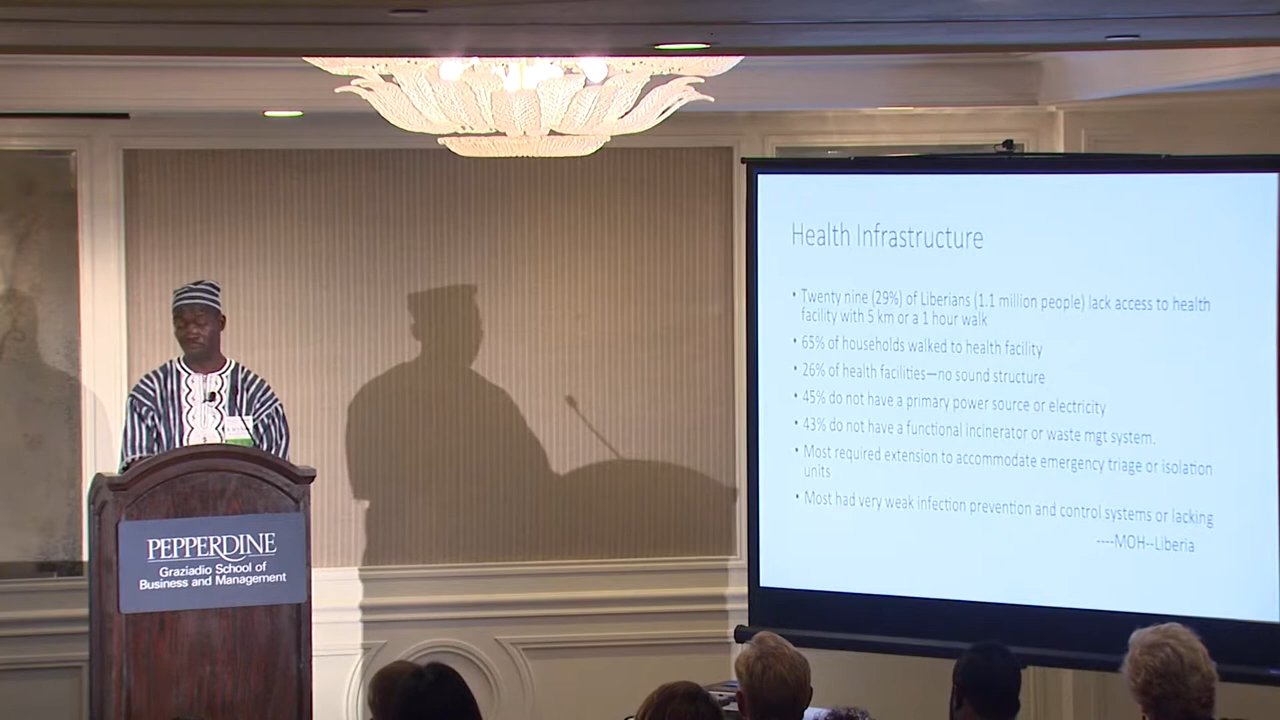 Health Infrastructure
• Twenty nine (29%) of Liberians (1.1 million people) lack access to health
facility with 5 km or a 1 hour walk
• 65% of households walked to health facility
• 26% of health facilities—no sound structure
• 45% do not have a primary power source or electricity
• 43% do not have a functional incinerator or waste mgt system.
• Most required extension to accommodate emergency triage or isolation
units
• Most had very weak infection prevention and control systems or lacking
----MOH--Liberia
PEPPERDINE
Graziadio School of
Business and Management